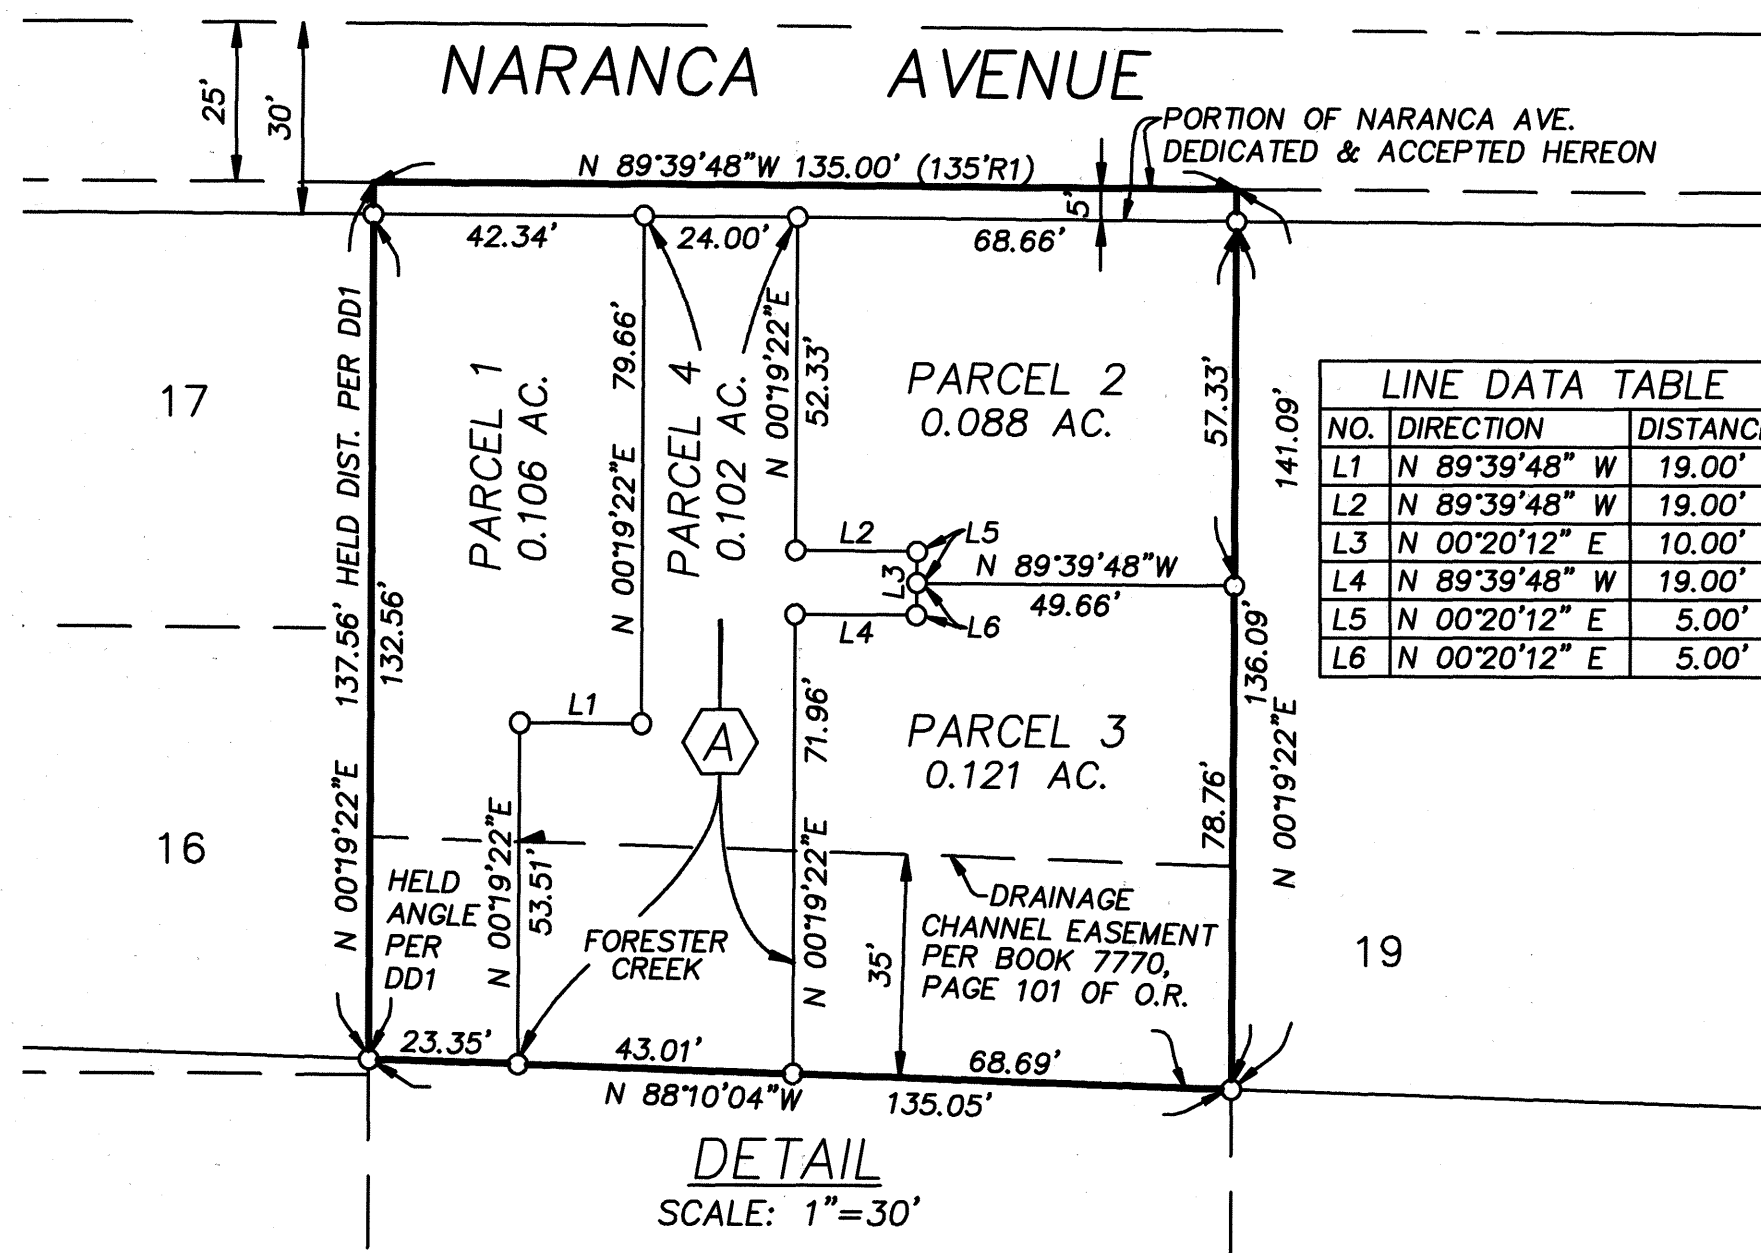 NARANCA AVENUE
25'
30'
PORTION OF NARANCA AVE.
DEDICATED & ACCEPTED HEREON
N 89°39'48"W 135.00' (135'R1)
5'
42.34'
24.00'
68.66'
17
16
19
N 00°19'22"E 137.56' HELD DIST. PER DD1
132.56'
PARCEL 1
0.106 AC.
N 00°19'22"E 79.66'
PARCEL 4
0.102 AC.
N 00°19'22"E
52.33'
PARCEL 2
0.088 AC.
57.33'
141.09'
LINE DATA TABLE
NO. DIRECTION DISTANCE
L1 N 89°39'48" W 19.00'
L2 N 89°39'48" W 19.00'
L3 N 00°20'12" E 10.00'
L4 N 89°39'48" W 19.00'
L5 N 00°20'12" E 5.00'
L6 N 00°20'12" E 5.00'
L2
L5
L3
N 89°39'48"W
49.66'
L4
L6
136.09'
N 00°19'22"E
L1
A
71.96'
N 00°19'22"E
PARCEL 3
0.121 AC.
78.76'
N 00°19'22"E
53.51'
HELD
ANGLE
PER
DD1
FORESTER
CREEK
35'
DRAINAGE
CHANNEL EASEMENT
PER BOOK 7770,
PAGE 101 OF O.R.
23.35'
43.01'
68.69'
N 88°10'04"W
135.05'
DETAIL
SCALE: 1"=30'